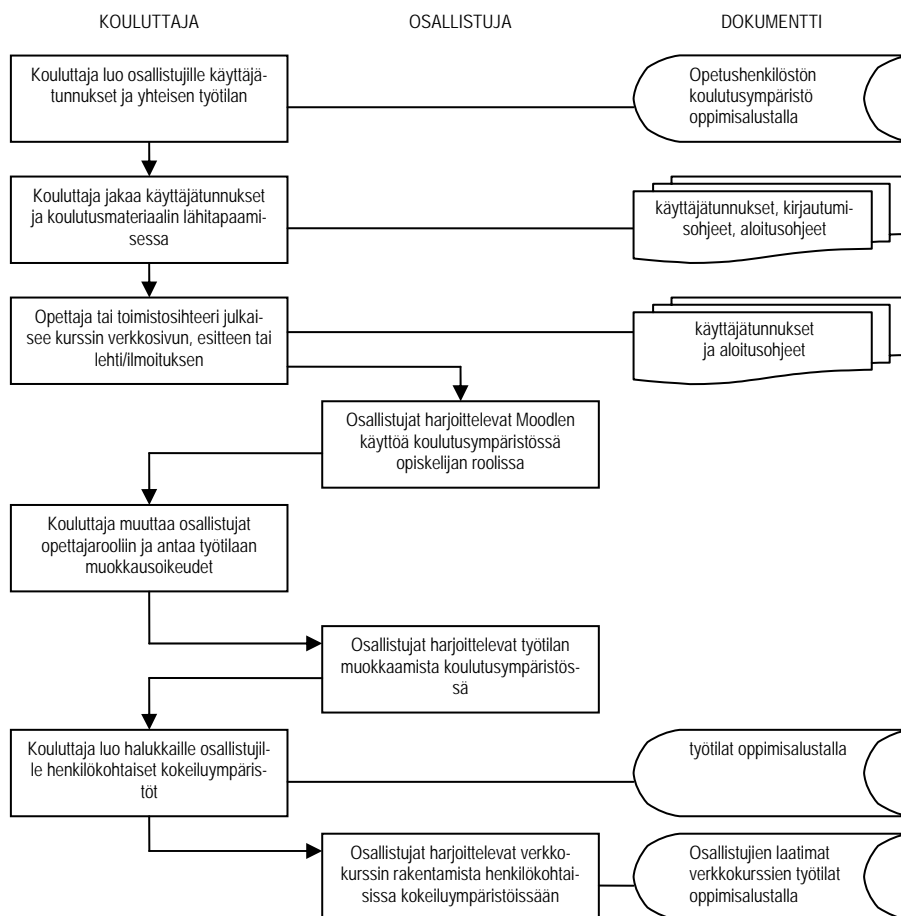 KOULUTTAJA
OSALLISTUJA
DOKUMENTTI
Kouluttaja luo osallistujille käyttäjä-
tunnukset ja yhteisen työtilan
Opetushenkilöstön
koulutusympäristö
oppimisalustalla
Kouluttaja jakaa käyttäjätunnukset
ja koulutusmateriaalin lähitapaami-
sessa
käyttäjätunnukset, kirjautumi-
sohjeet, aloitusohjeet
Opettaja tai toimistosihteeri julkai-
see kurssin verkkosivun, esitteen tai
lehti/ilmoituksen
käyttäjätunnukset
ja aloitusohjeet
Osallistujat harjoittelevat Moodlen
käyttöä koulutusympäristössä
opiskelijan roolissa
Kouluttaja muuttaa osallistujat
opettajarooliin ja antaa työtilaan
muokkausoikeudet
Osallistujat harjoittelevat työtilan
muokkaamista koulutusympäristös-
sä
Kouluttaja luo halukkaille osallistujil-
le henkilökohtaiset kokeiluympäris-
töt
työtilat oppimisalustalla
Osallistujat harjoittelevat verkko-
kurssin rakentamista henkilökohtai-
sissa kokeiluympäristöissään
Osallistujien laatimat
verkkokurssien työtilat
oppimisalustalla